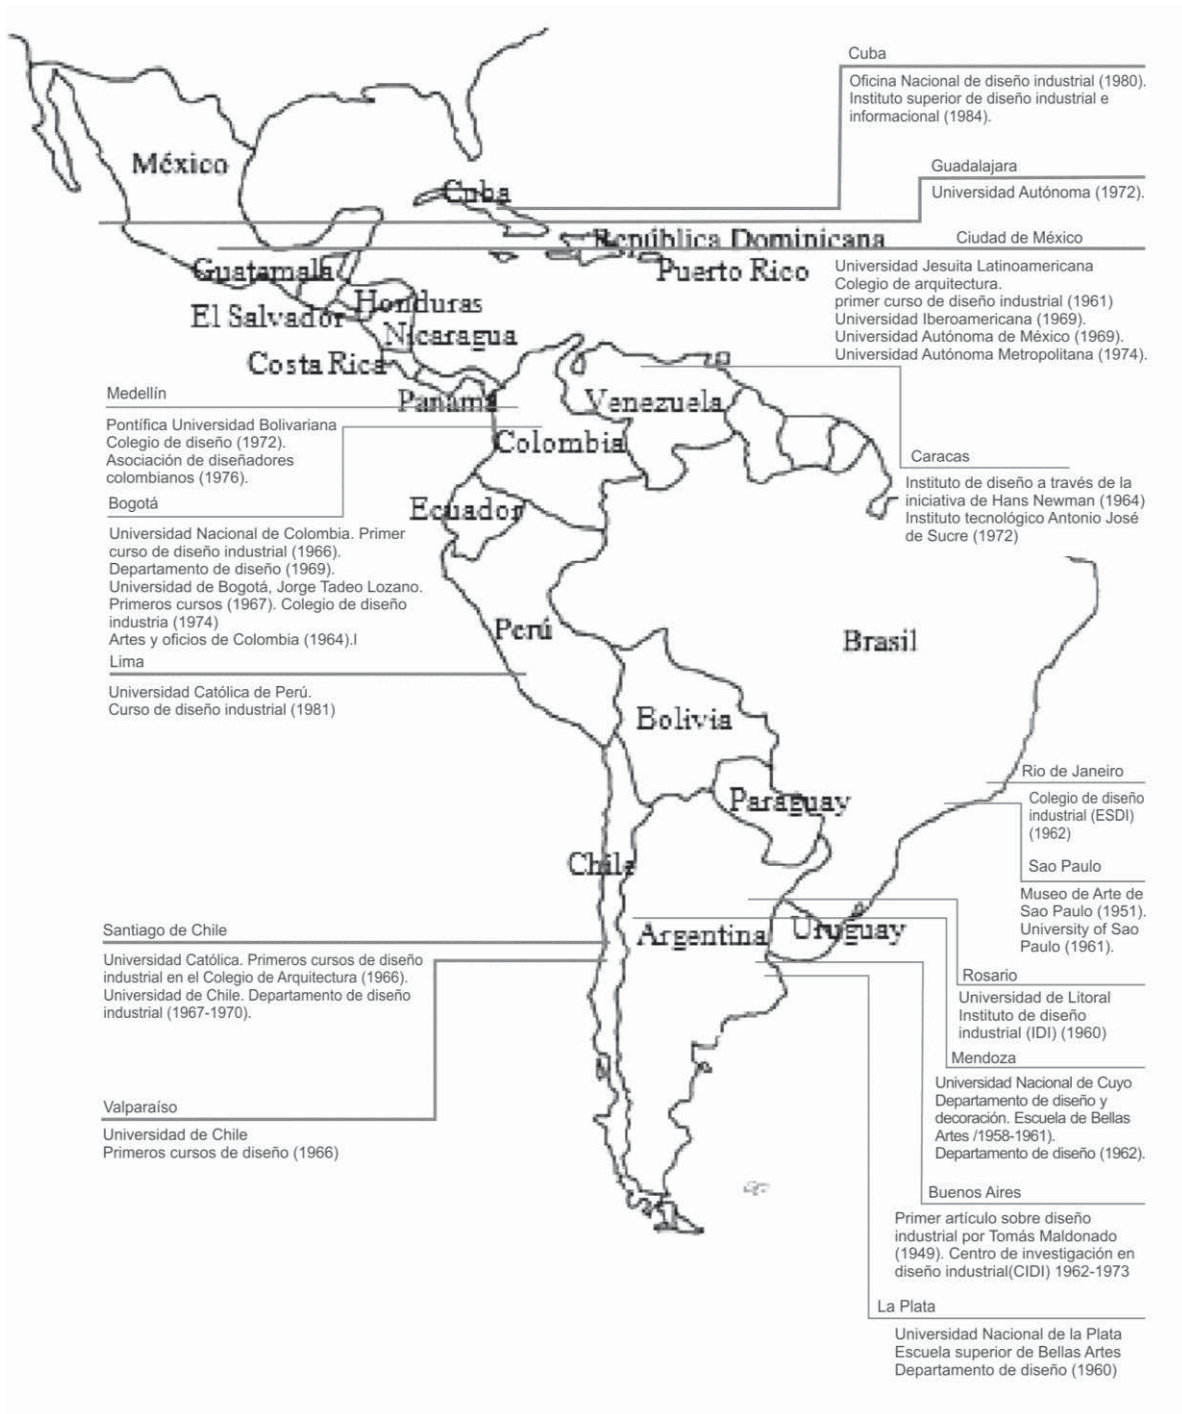 Cuba
Oficina Nacional de diseño industrial (1980).
Instituto superior de diseño industrial e
informacional (1984).
Guadalajara
Universidad Autónoma (1972).
Ciudad de México
Universidad Jesuita Latinoamericana
Colegio de arquitectura.
primer curso de diseño industrial (1961)
Universidad Iberoamericana (1969).
Universidad Autónoma de México (1969).
Universidad Autónoma Metropolitana (1974).
México
Cuba
República Dominicana
Puerto Rico
Guatamala
Honduras
El Salvador
Nicaragua
Costa Rica
Panamá
Venezuela
Colombia
Ecuador
Perú
Brasil
Bolivia
Paraguay
Chile
Argentina
Uruguay
Medellín
Pontífica Universidad Bolivariana
Colegio de diseño (1972).
Asociación de diseñadores
colombianos (1976).
Bogotá
Universidad Nacional de Colombia. Primer
curso de diseño industrial (1966).
Departamento de diseño (1969).
Universidad de Bogotá, Jorge Tadeo Lozano.
Primeros cursos (1967). Colegio de diseño
industria (1974)
Artes y oficios de Colombia (1964).l
Lima
Universidad Católica de Perú.
Curso de diseño industrial (1981)
Caracas
Instituto de diseño a través de la
iniciativa de Hans Newman (1964)
Instituto tecnológico Antonio José
de Sucre (1972)
Rio de Janeiro
Colegio de diseño
industrial (ESDI)
(1962)
Sao Paulo
Museo de Arte de
Sao Paulo (1951).
University of Sao
Paulo (1961).
Santiago de Chile
Universidad Católica. Primeros cursos de diseño
industrial en el Colegio de Arquitectura (1966).
Universidad de Chile. Departamento de diseño
industrial (1967-1970).
Valparaíso
Universidad de Chile
Primeros cursos de diseño (1966)
Rosario
Universidad de Litoral
Instituto de diseño
industrial (IDI) (1960)
Mendoza
Universidad Nacional de Cuyo
Departamento de diseño y
decoración. Escuela de Bellas
Artes /1958-1961).
Departamento de diseño (1962).
Buenos Aires
Primer artículo sobre diseño
industrial por Tomás Maldonado
(1949). Centro de investigación en
diseño industrial(CIDI) 1962-1973
La Plata
Universidad Nacional de la Plata
Escuela superior de Bellas Artes
Departamento de diseño (1960)